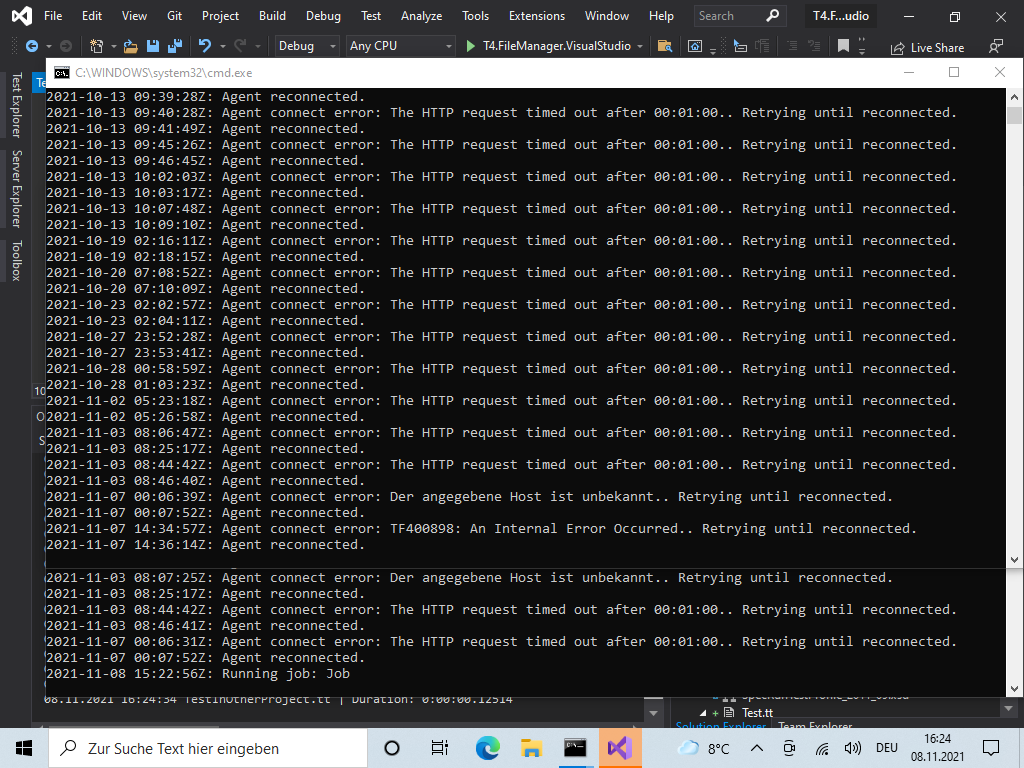 File Edit View Git Project Build Debug Test Analyze Tools Extensions Window Help Search T4.F...udio
Debug Any CPU T4.FileManager.VisualStudio Live Share
C:\WINDOWS\system32\cmd.exe
Test Explorer
Server Explorer
Toolbox
Te
10
2021-10-13 09:39:28Z: Agent reconnected.
2021-10-13 09:40:28Z: Agent connect error: The HTTP request timed out after 00:01:00.. Retrying until reconnected.
2021-10-13 09:41:49Z: Agent reconnected.
2021-10-13 09:45:26Z: Agent connect error: The HTTP request timed out after 00:01:00.. Retrying until reconnected.
2021-10-13 09:46:45Z: Agent reconnected.
2021-10-13 10:02:03Z: Agent connect error: The HTTP request timed out after 00:01:00.. Retrying until reconnected.
2021-10-13 10:03:17Z: Agent reconnected.
2021-10-13 10:07:48Z: Agent connect error: The HTTP request timed out after 00:01:00.. Retrying until reconnected.
2021-10-13 10:09:10Z: Agent reconnected.
2021-10-19 02:16:11Z: Agent connect error: The HTTP request timed out after 00:01:00.. Retrying until reconnected.
2021-10-19 02:18:15Z: Agent reconnected.
2021-10-20 07:08:52Z: Agent connect error: The HTTP request timed out after 00:01:00.. Retrying until reconnected.
2021-10-20 07:10:09Z: Agent reconnected.
2021-10-23 02:02:57Z: Agent connect error: The HTTP request timed out after 00:01:00.. Retrying until reconnected.
2021-10-23 02:04:11Z: Agent reconnected.
2021-10-27 23:52:28Z: Agent connect error: The HTTP request timed out after 00:01:00.. Retrying until reconnected.
2021-10-27 23:53:41Z: Agent reconnected.
2021-10-28 00:58:59Z: Agent connect error: The HTTP request timed out after 00:01:00.. Retrying until reconnected.
2021-10-28 01:03:23Z: Agent reconnected.
2021-11-02 05:23:18Z: Agent connect error: The HTTP request timed out after 00:01:00.. Retrying until reconnected.
2021-11-02 05:26:58Z: Agent reconnected.
2021-11-03 08:06:47Z: Agent connect error: The HTTP request timed out after 00:01:00.. Retrying until reconnected.
2021-11-03 08:25:17Z: Agent reconnected.
2021-11-03 08:44:42Z: Agent connect error: The HTTP request timed out after 00:01:00.. Retrying until reconnected.
2021-11-03 08:46:40Z: Agent reconnected.
2021-11-07 00:06:39Z: Agent connect error: Der angegebene Host ist unbekannt.. Retrying until reconnected.
2021-11-07 00:07:52Z: Agent reconnected.
2021-11-07 14:34:57Z: Agent connect error: TF400898: An Internal Error Occurred.. Retrying until reconnected.
2021-11-07 14:36:14Z: Agent reconnected.
2021-11-03 08:07:25Z: Agent connect error: Der angegebene Host ist unbekannt.. Retrying until reconnected.
2021-11-03 08:25:17Z: Agent reconnected.
2021-11-03 08:44:42Z: Agent connect error: The HTTP request timed out after 00:01:00.. Retrying until reconnected.
2021-11-03 08:46:41Z: Agent reconnected.
2021-11-07 00:06:31Z: Agent connect error: The HTTP request timed out after 00:01:00.. Retrying until reconnected.
2021-11-07 00:07:52Z: Agent reconnected.
2021-11-08 15:22:56Z: Running job: Job
08.11.2021 16:24:34 TestInOtherProject.tt | Duration: 0:00:00.12514
Test.tt
Solution Explorer Team Explorer
Zur Suche Text hier eingeben
8°C
DEU
16:24
08.11.2021